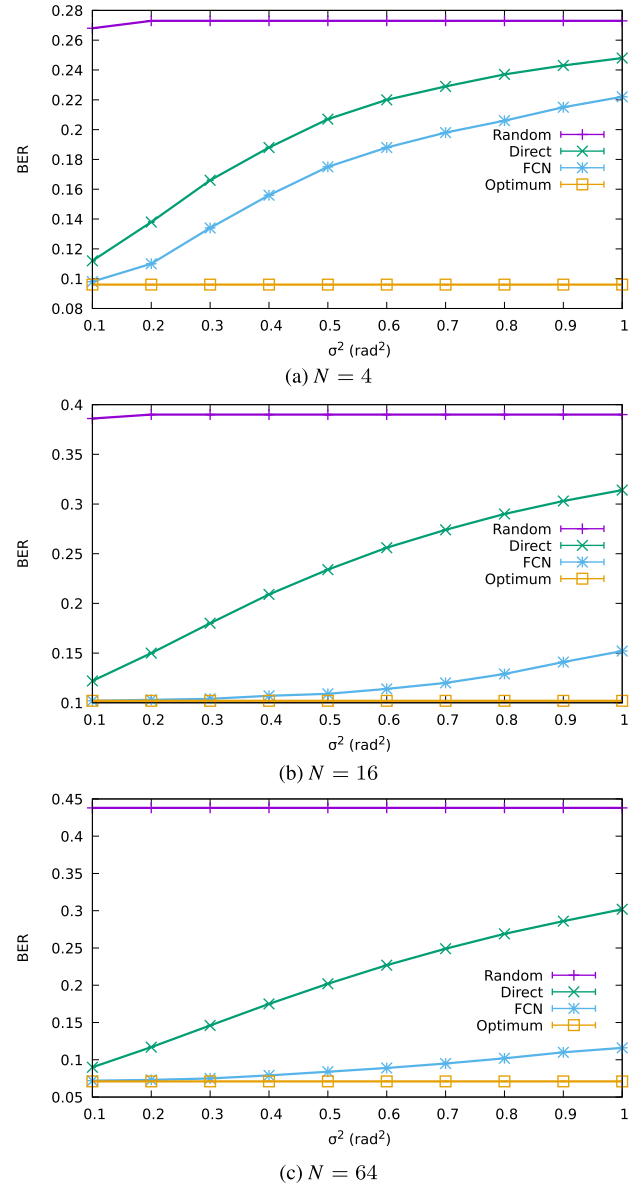 0.28
0.26
0.24
0.22
0.2
0.18
0.16
0.14
0.12
0.1
0.08
BER
Random
Direct
FCN
Optimum
0.1 0.2 0.3 0.4 0.5 0.6 0.7 0.8 0.9 1
σ² (rad²)
(a) N = 4
0.4
0.35
0.3
0.25
0.2
0.15
0.1
BER
Random
Direct
FCN
Optimum
0.1 0.2 0.3 0.4 0.5 0.6 0.7 0.8 0.9 1
σ² (rad²)
(b) N = 16
0.45
0.4
0.35
0.3
0.25
0.2
0.15
0.1
0.05
BER
Random
Direct
FCN
Optimum
0.1 0.2 0.3 0.4 0.5 0.6 0.7 0.8 0.9 1
σ² (rad²)
(c) N = 64